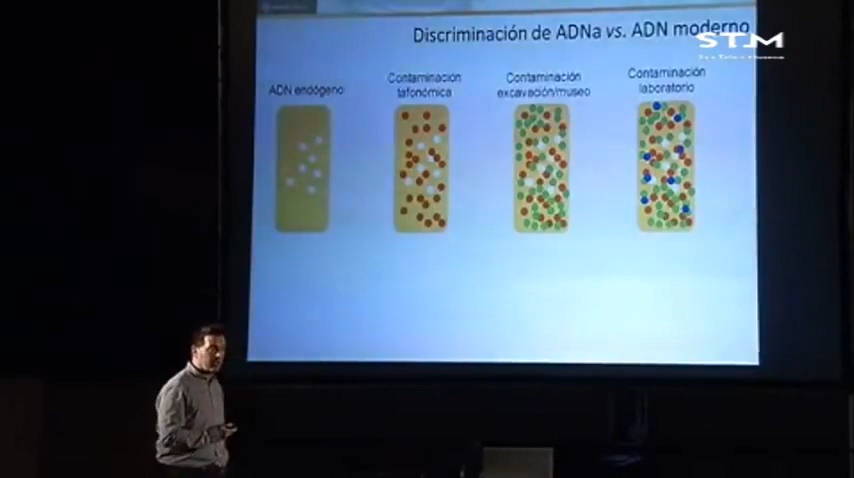 Discriminación de ADNa vs. ADN moderno
STM
ADN endógeno
Contaminación
tafonómica
Contaminación
excavación/museo
Contaminación
laboratorio